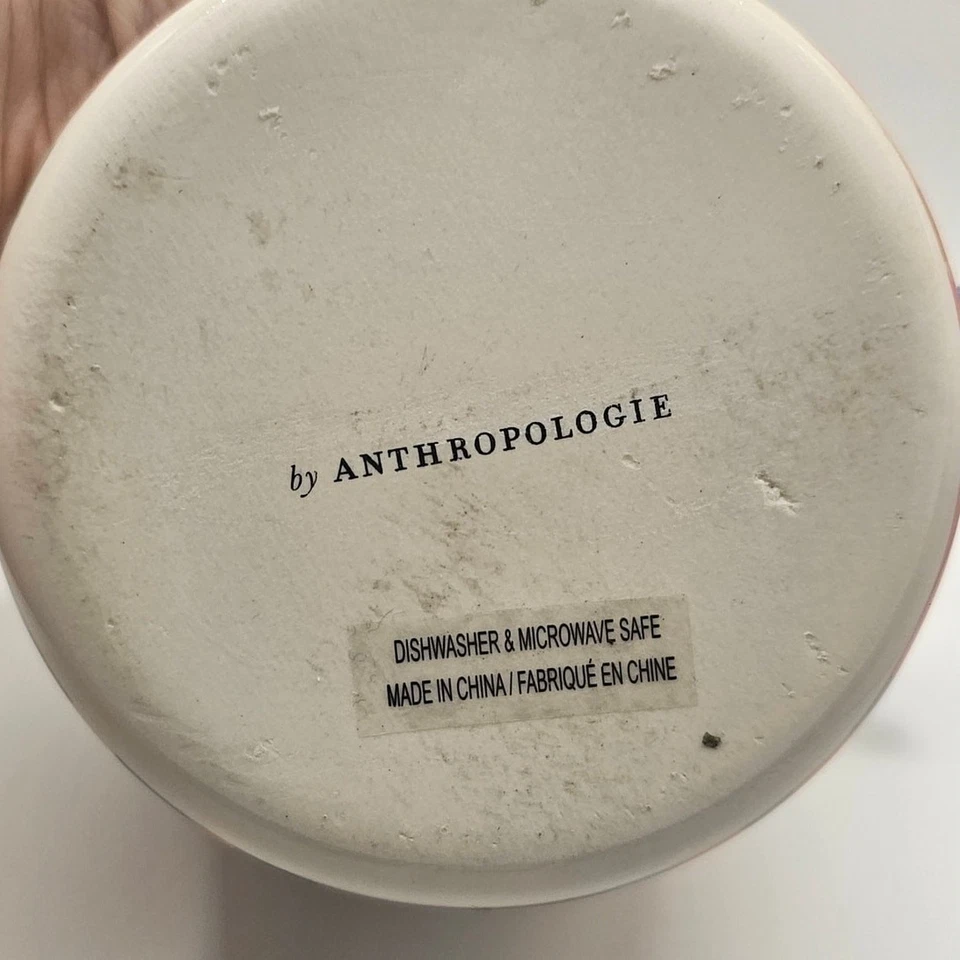 by ANTHROPOLOGIE
DISHWASHER & MICROWAVE SAFE
MADE IN CHINA / FABRIQUÉ EN CHINE